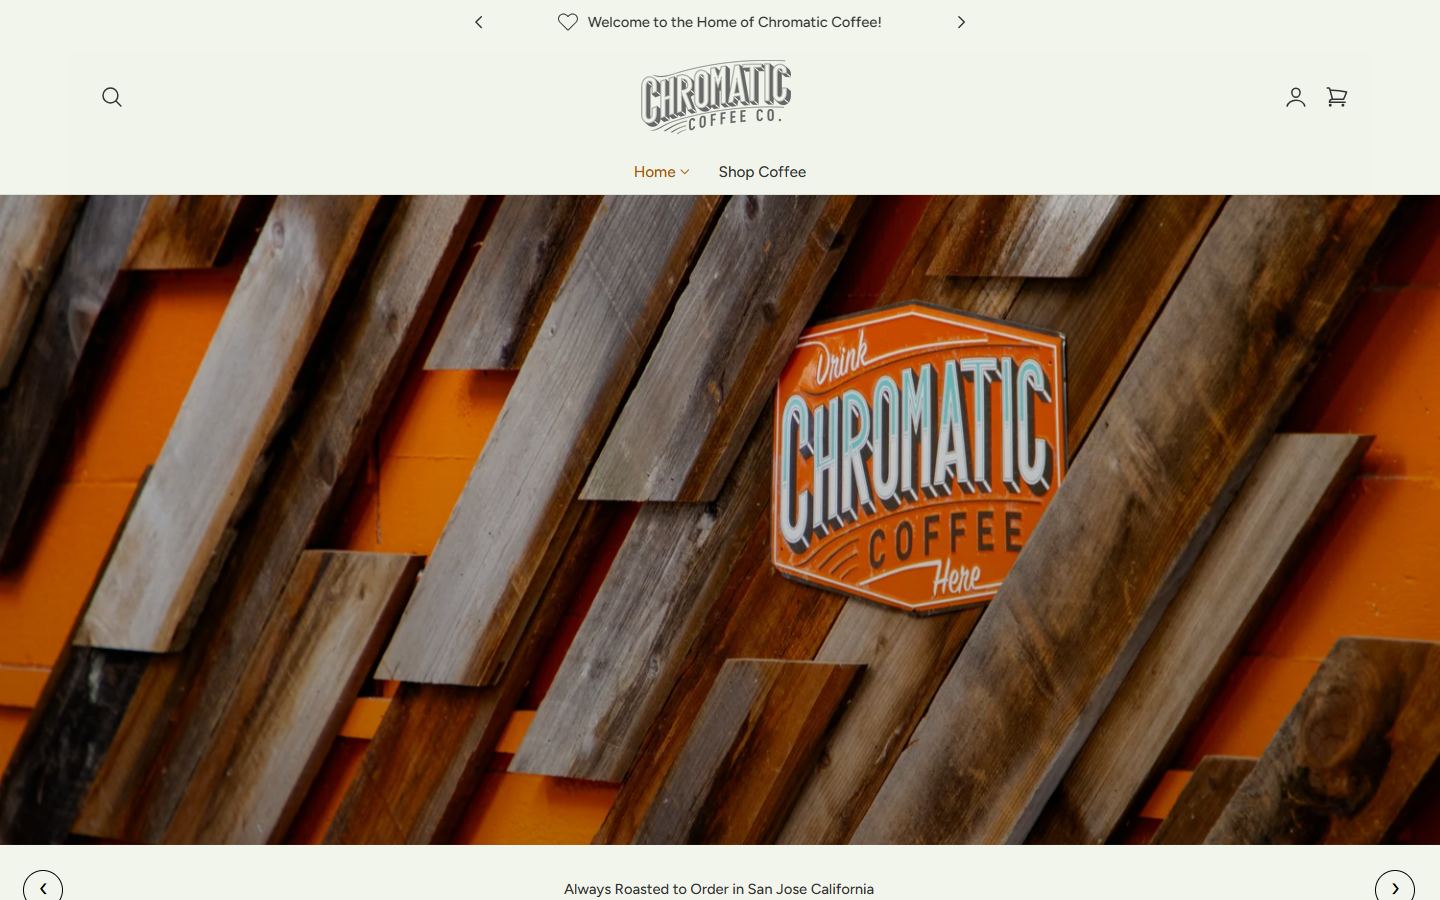 Welcome to the Home of Chromatic Coffee!
CHROMATIC
COFFEE CO.
Home
Shop Coffee
Drink
CHROMATIC
COFFEE
Here
Always Roasted to Order in San Jose California